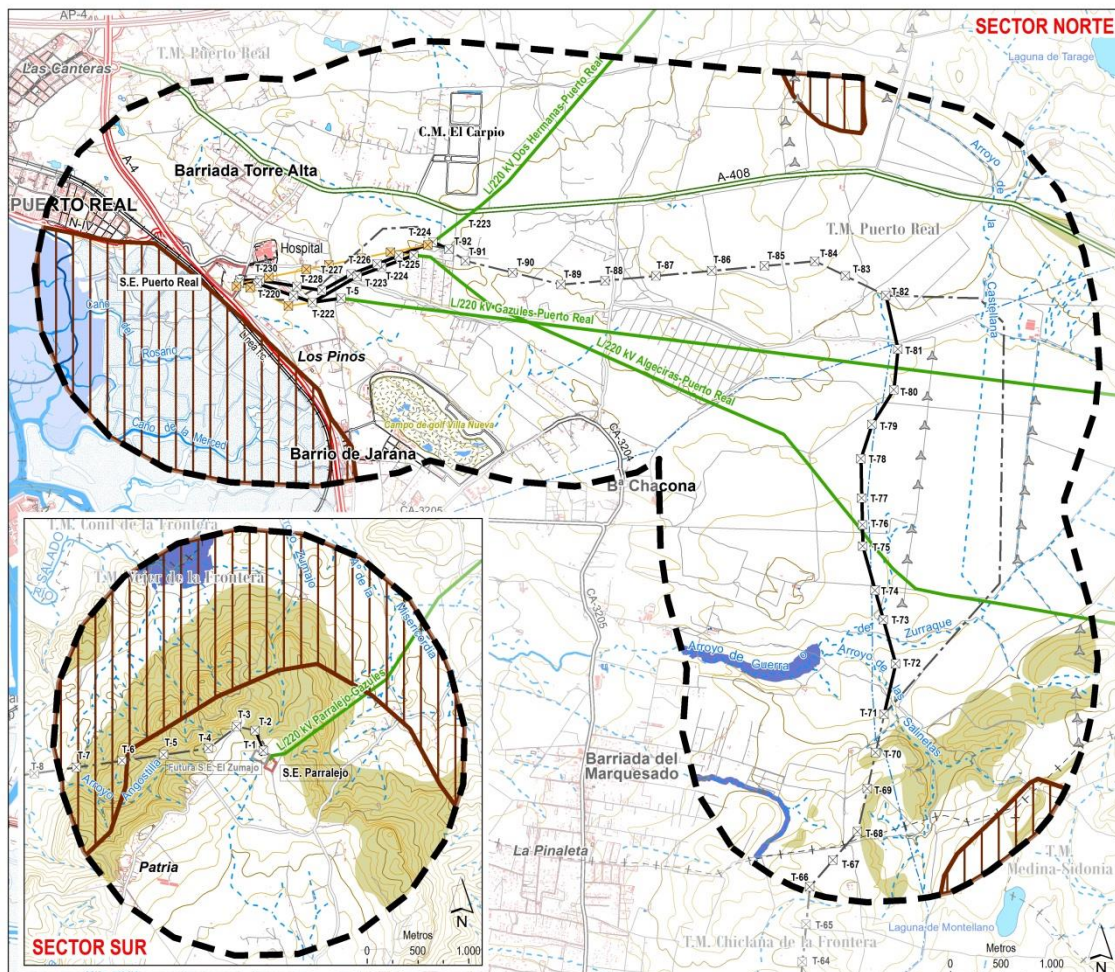 AP-4
SECTOR NORTE
T.M. Puerto Real
Laguna de Tarage
Las Canteras
L/220 kV Dos Hermanas-Puerto Real
C.M. El Carpio
A-4
Arroyo de la Castellana
Barriada Torre Alta
A-408
PUERTO REAL
N-IV
T-223
T.M. Puerto Real
T-224
Hospital
T-92
T-226
T-225
T-91
T-84
T-230
T-227
T-90
T-85
T-86
T-87
T-88
T-89
T-83
S.E. Puerto Real
T-228
T-224
T-220
T-223
T-5
T-222
T-82
L/220 kV Gazules-Puerto Real
Caño del Rosario
Línea f.c.
Los Pinos
L/220 kV Algeciras-Puerto Real
T-81
T-80
Campo de golf Villa Nueva
T-79
Caño de la Merced
Barrio de Jarana
CA-3204
T-78
Bª Chacona
T-77
CA-3205
T-76
T-75
T.M. Conil de la Frontera
RÍO SALADO
T.M. Vejer de la Frontera
Zumajo
Aº de la Misericordia
CA-3205
T-74
T-73
Arroyo de Zurraque
Arroyo de Guerra
Arroyo de las Salinetas
T-72
T-71
L/220 kV Parralejo-Gazules
T-3
T-2
T-4
T-1
T-5
T-6
T-7
T-8
Arroyo Angostilla
Futura S.E. El Zumajo
S.E. Parralejo
T-70
Barriada del
Marquesado
T-69
T-68
Patria
La Pinaleta
T-67
T.M.
Medina-Sidonia
T-66
T-65
Laguna de Montellano
T.M. Chiclana de la Frontera
T-64
SECTOR SUR
Metros
0 500 1.000
N
Metros
0 500 1.000
N